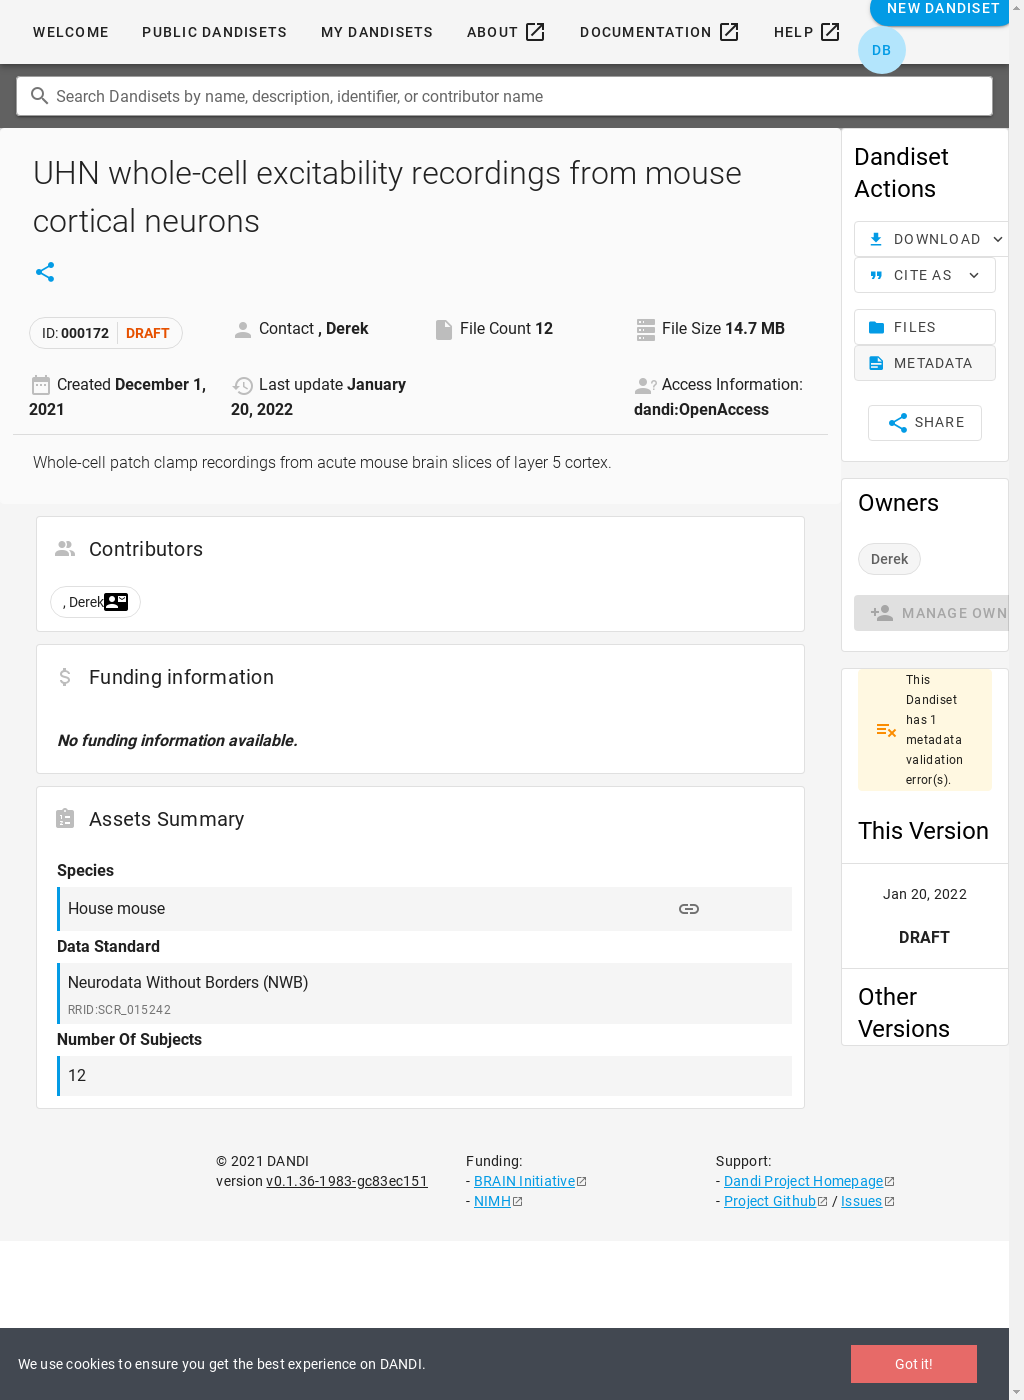 WELCOME PUBLIC DANDISETS MY DANDISETS ABOUT DOCUMENTATION HELP NEW DANDISET
DB
Search Dandisets by name, description, identifier, or contributor name
UHN whole-cell excitability recordings from mouse
cortical neurons
ID: 000172 DRAFT
Contact , Derek
File Count 12
File Size 14.7 MB
Created December 1,
2021
Last update January
20, 2022
Access Information:
dandi:OpenAccess
Whole-cell patch clamp recordings from acute mouse brain slices of layer 5 cortex.
Contributors
, Derek
Funding information
No funding information available.
Assets Summary
Species
House mouse
Data Standard
Neurodata Without Borders (NWB)
RRID:SCR_015242
Number Of Subjects
12
Dandiset
Actions
DOWNLOAD
CITE AS
FILES
METADATA
SHARE
Owners
Derek
MANAGE OWN
This
Dandiset
has 1
metadata
validation
error(s).
This Version
Jan 20, 2022
DRAFT
Other
Versions
© 2021 DANDI
version v0.1.36-1983-gc83ec151
Funding:
- BRAIN Initiative
- NIMH
Support:
- Dandi Project Homepage
- Project Github / Issues
We use cookies to ensure you get the best experience on DANDI.
Got it!